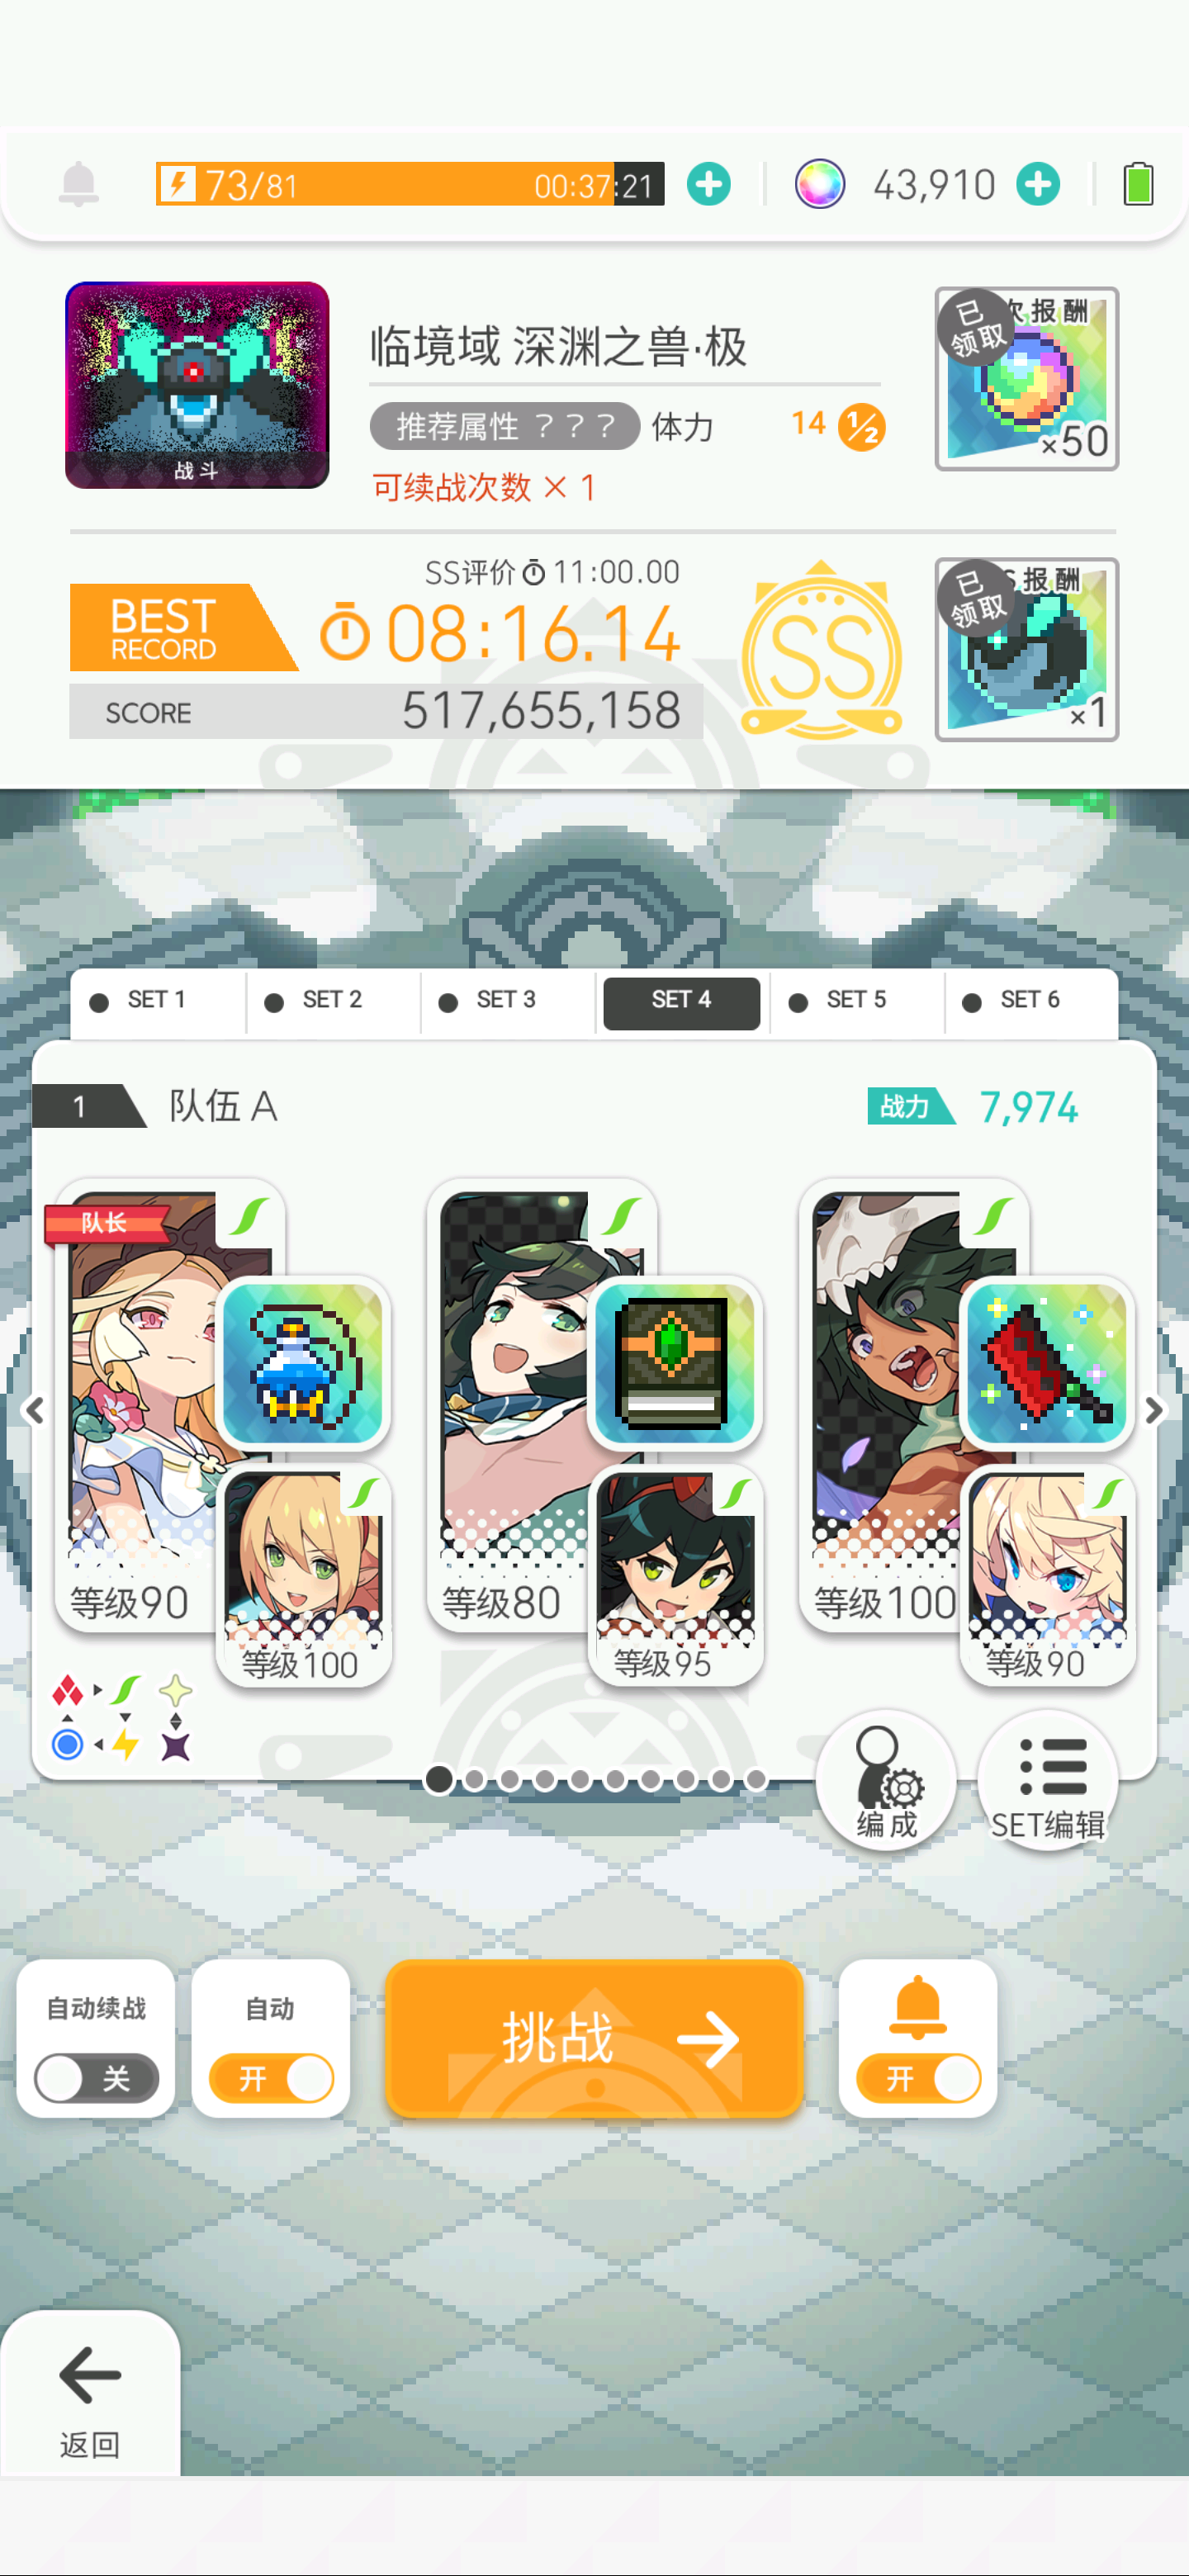 73/81
00:37:21
43,910
临境域 深渊之兽·极
推荐属性 ？？？
体力
14
1/2
可续战次数 × 1
战斗
已领取
次报酬
×50
SS评价 11:00.00
BEST
RECORD
08:16.14
SS
SCORE
517,655,158
已领取
报酬
×1
SET 1
SET 2
SET 3
SET 4
SET 5
SET 6
1
队伍 A
战力
7,974
队长
等级90
等级80
等级100
等级100
等级95
等级90
编成
SET编辑
自动续战
关
自动
开
挑战
开
返回